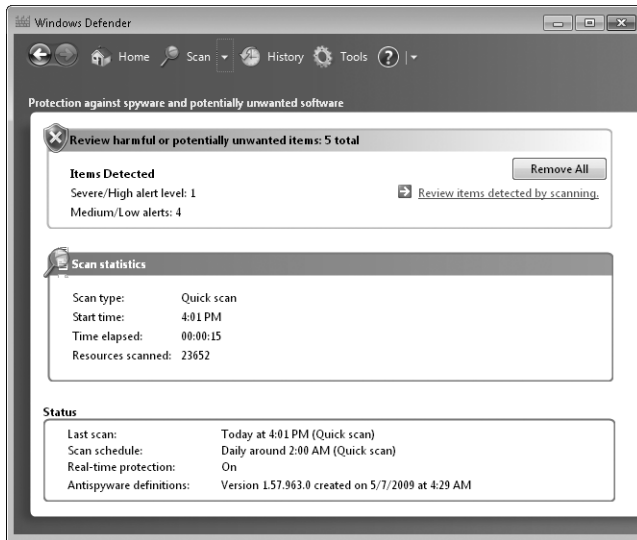 Windows Defender
Home Scan History Tools ?
Protection against spyware and potentially unwanted software
Review harmful or potentially unwanted items: 5 total
Items Detected
Remove All
Severe/High alert level: 1
Review items detected by scanning.
Medium/Low alerts: 4
Scan statistics
Scan type: Quick scan
Start time: 4:01 PM
Time elapsed: 00:00:15
Resources scanned: 23652
Status
Last scan: Today at 4:01 PM (Quick scan)
Scan schedule: Daily around 2:00 AM (Quick scan)
Real-time protection: On
Antispyware definitions: Version 1.57.963.0 created on 5/7/2009 at 4:29 AM